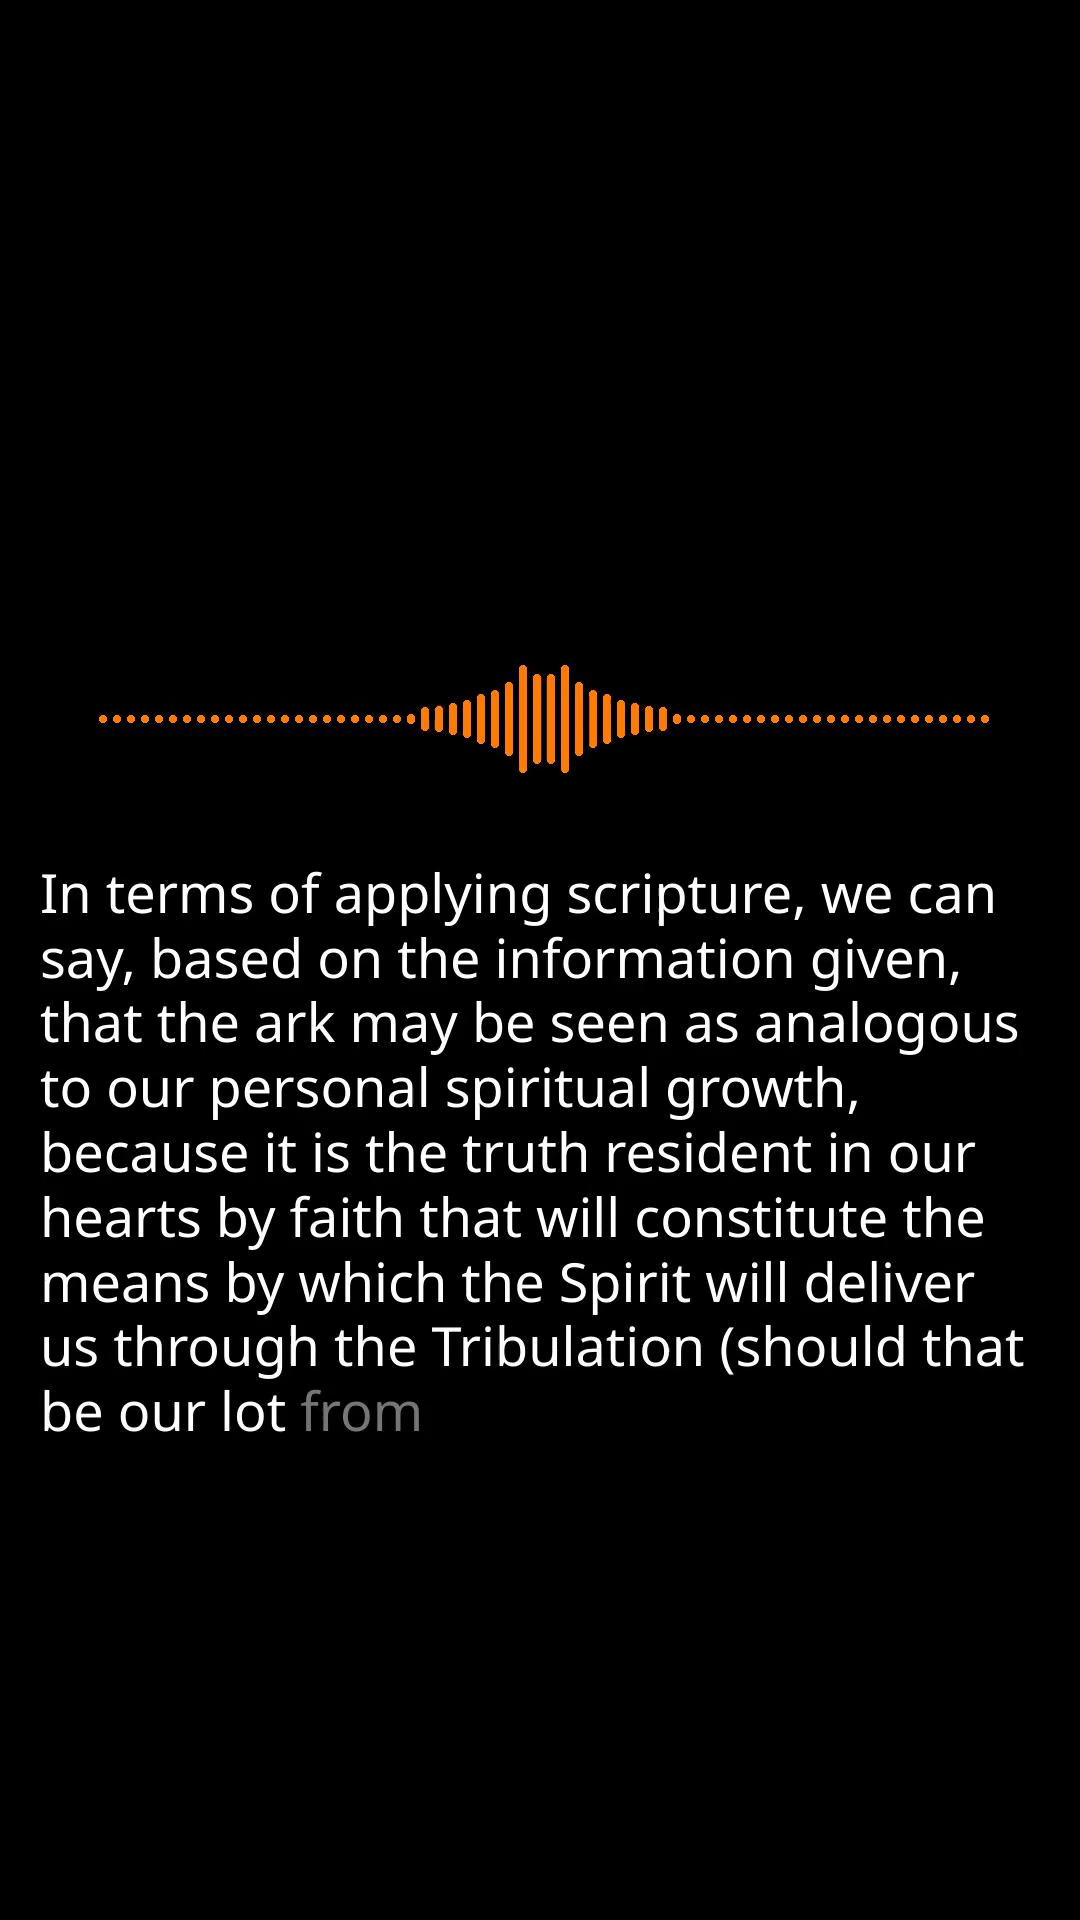 In terms of applying scripture, we can
say, based on the information given,
that the ark may be seen as analogous
to our personal spiritual growth,
because it is the truth resident in our
hearts by faith that will constitute the
means by which the Spirit will deliver
us through the Tribulation (should that
be our lot from